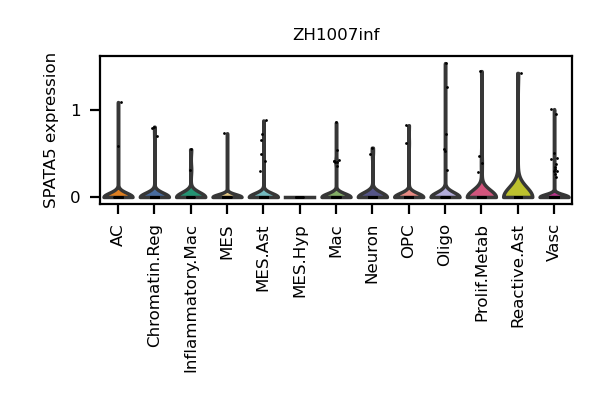 ZH1007inf
SPATA5 expression
1
0
AC
Chromatin.Reg
Inflammatory.Mac
MES
MES.Ast
MES.Hyp
Mac
Neuron
OPC
Oligo
Prolif.Metab
Reactive.Ast
Vasc